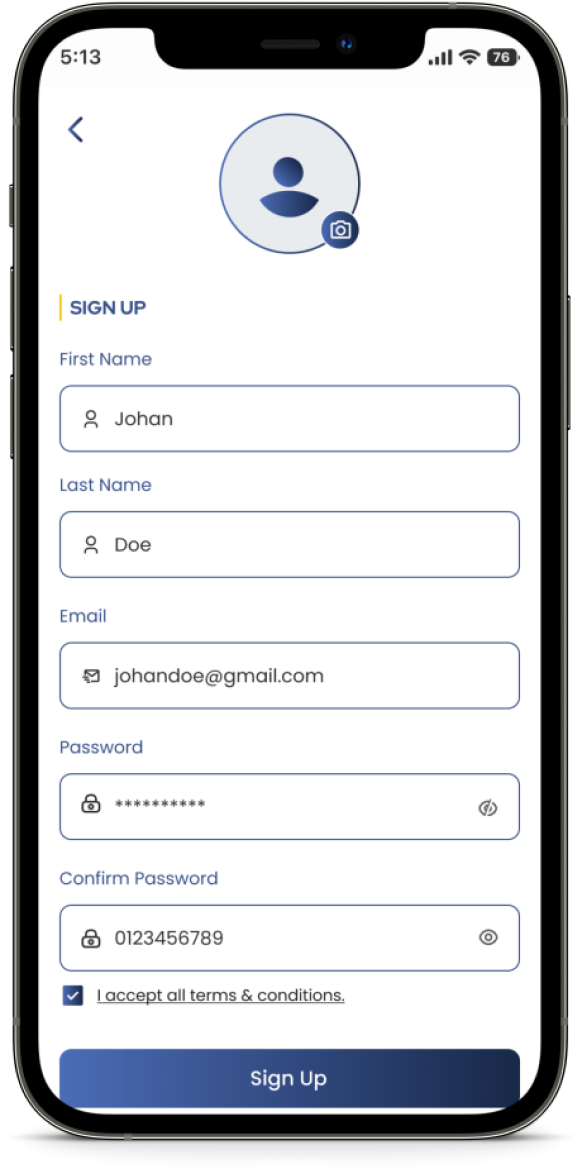 5:13
76
SIGN UP
First Name
Johan
Last Name
Doe
Email
johandoe@gmail.com
Password
**********
Confirm Password
0123456789
I accept all terms & conditions.
Sign Up